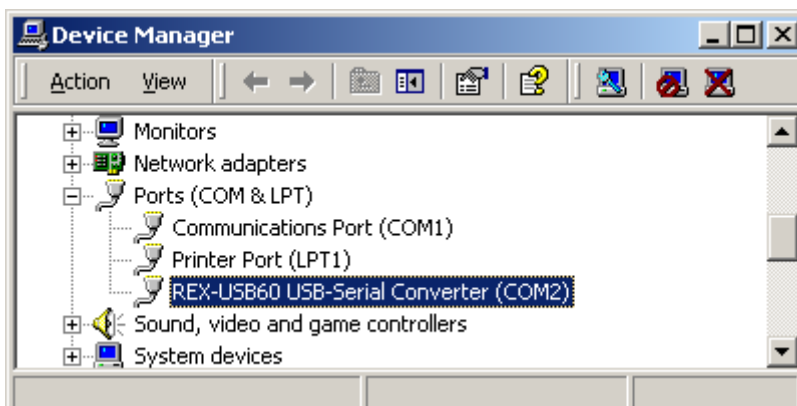 Device Manager
Action View
Monitors
Network adapters
Ports (COM & LPT)
Communications Port (COM1)
Printer Port (LPT1)
REX-USB60 USB-Serial Converter (COM2)
Sound, video and game controllers
System devices